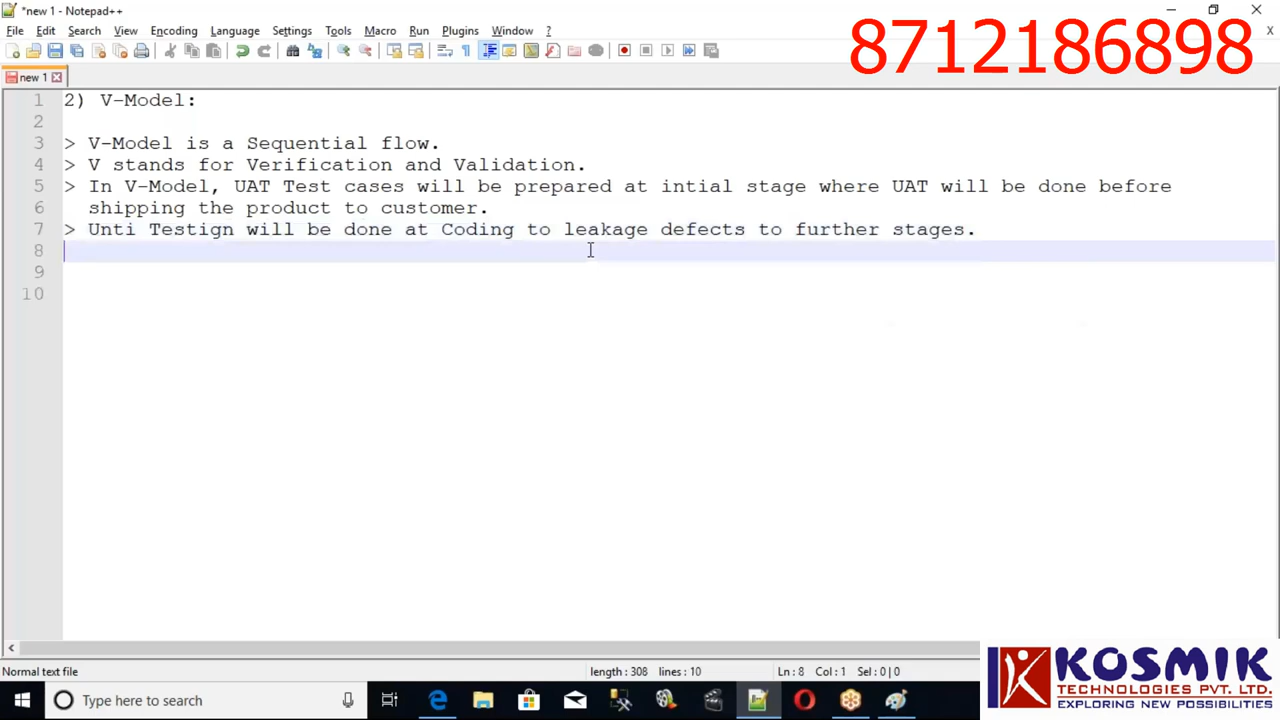 *new 1 - Notepad++
8712186898
File Edit Search View Encoding Language Settings Tools Macro Run Plugins Window ? X
new 1
1 2) V-Model:
2
3 > V-Model is a Sequential flow.
4 > V stands for Verification and Validation.
5 > In V-Model, UAT Test cases will be prepared at intial stage where UAT will be done before
6 shipping the product to customer.
7 > Unti Testign will be done at Coding to leakage defects to further stages.
8
9
10
Normal text file length : 308 lines : 10 Ln : 8 Col : 1 Sel : 0 | 0
Type here to search
KOSMIK
TECHNOLOGIES PVT. LTD.
EXPLORING NEW POSSIBILITIES